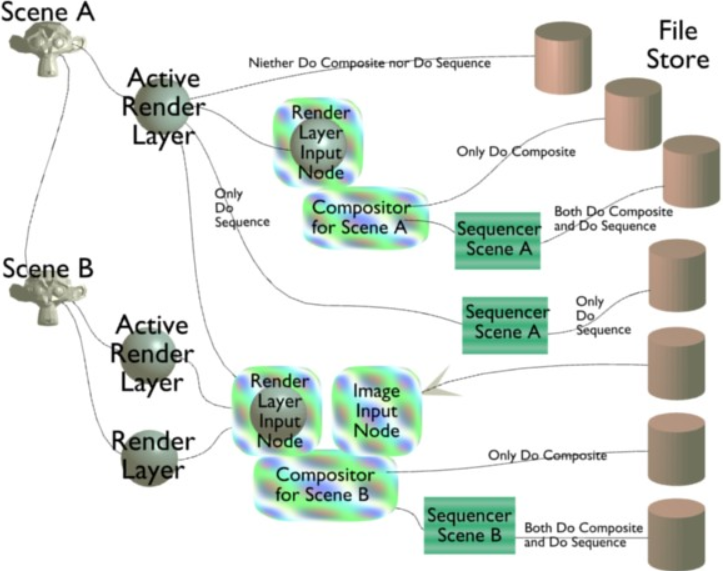 Scene A
File
Store
Active
Render
Layer
Niether Do Composite nor Do Sequence
Render
Layer
Input
Node
Only Do Composite
Only
Do
Sequence
Compositor
for Scene A
Sequencer
Scene A
Both Do Composite
and Do Sequence
Scene B
Sequencer
Scene A
Only
Do
Sequence
Active
Render
Layer
Render
Layer
Input
Node
Image
Input
Node
Render
Layer
Only Do Composite
Compositor
for Scene B
Sequencer
Scene B
Both Do Composite
and Do Sequence